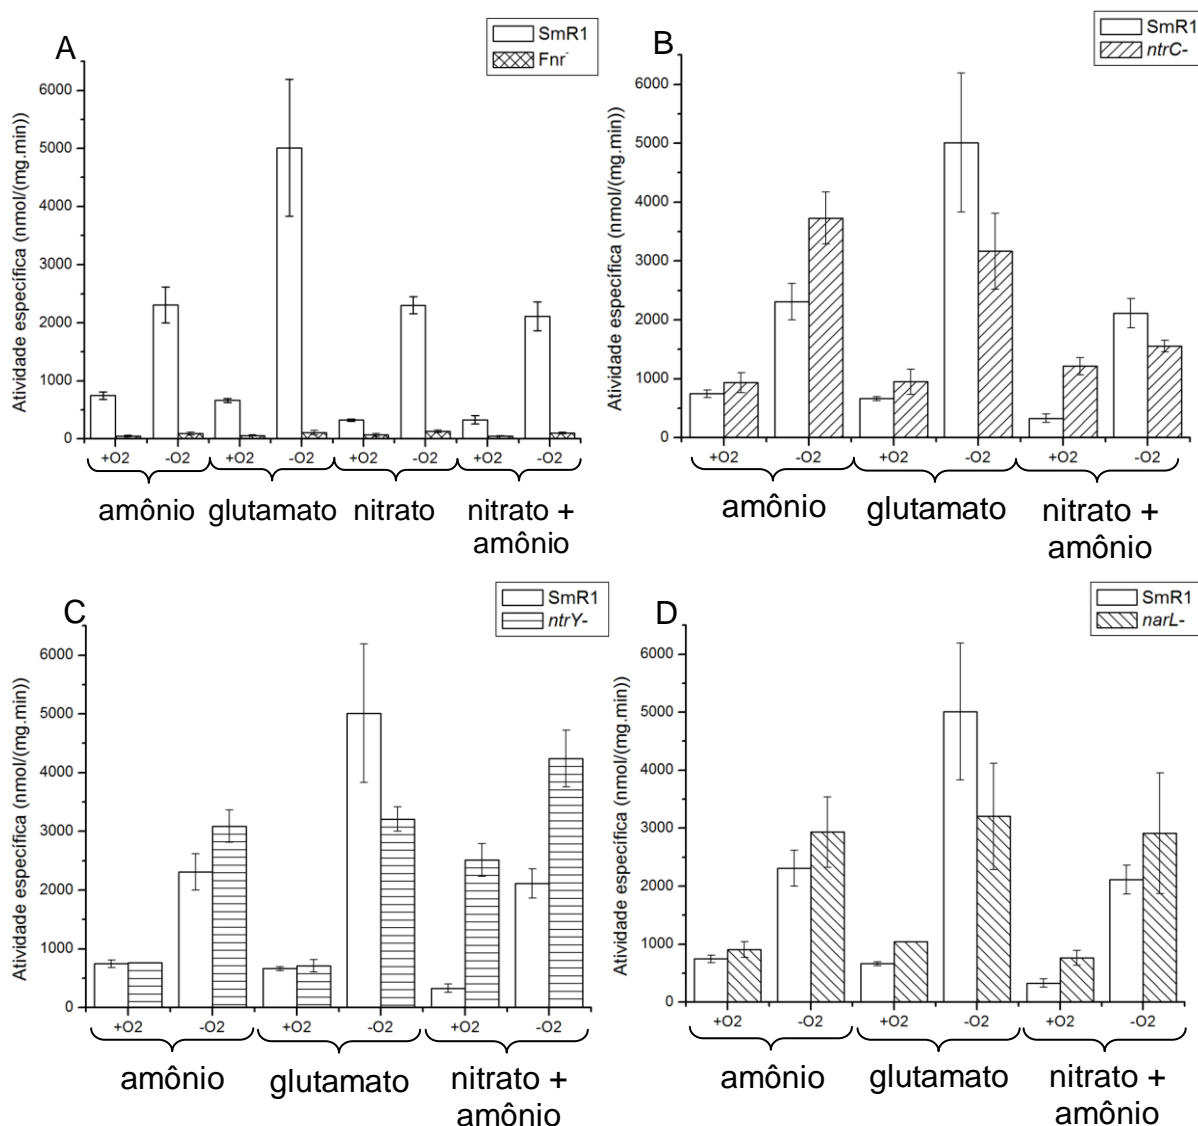 A
SmR1
Fnr-
Atividade específica (nmol/(mg.min))
6000
5000
4000
3000
2000
1000
0
+O2 -O2 +O2 -O2 +O2 -O2 +O2 -O2
amônio glutamato nitrato nitrato +
amônio
B
SmR1
ntrC-
Atividade específica (nmol/(mg.min))
6000
5000
4000
3000
2000
1000
0
+O2 -O2 +O2 -O2 +O2 -O2
amônio glutamato nitrato +
amônio
C
SmR1
ntrY-
Atividade específica (nmol/(mg.min))
6000
5000
4000
3000
2000
1000
0
+O2 -O2 +O2 -O2 +O2 -O2
amônio glutamato nitrato +
amônio
D
SmR1
narL-
Atividade específica (nmol/(mg.min))
6000
5000
4000
3000
2000
1000
0
+O2 -O2 +O2 -O2 +O2 -O2
amônio glutamato nitrato +
amônio